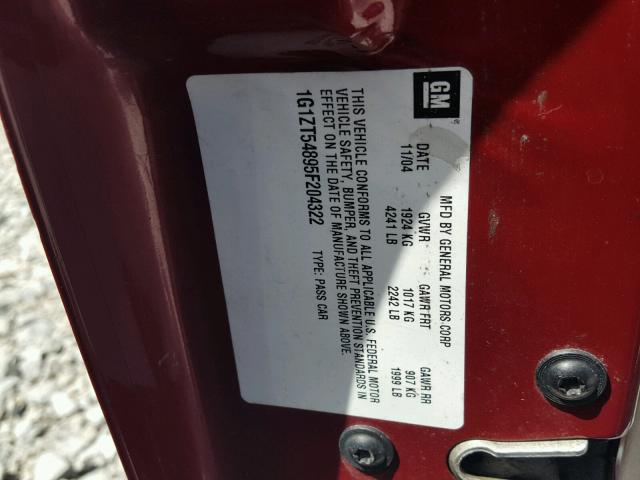 GM
MFD BY GENERAL MOTORS CORP
DATE GVWR GAWR FRT GAWR RR
11/04 1924 KG 1017 KG 907 KG
4241 LB 2242 LB 1999 LB
THIS VEHICLE CONFORMS TO ALL APPLICABLE U.S. FEDERAL MOTOR
VEHICLE SAFETY, BUMPER, AND THEFT PREVENTION STANDARDS IN
EFFECT ON THE DATE OF MANUFACTURE SHOWN ABOVE.
1G1ZT54895F204322 TYPE: PASS CAR